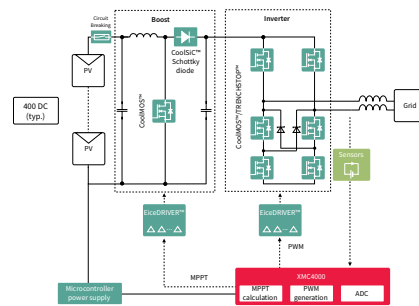 Circuit
Breaking
Boost
Inverter
CoolSiC™
Schottky
diode
PV
CoolMOS™
CoolMOS™/TRENCHSTOP™
400 DC
(typ.)
Grid
PV
Sensors
EiceDRIVER™
EiceDRIVER™
MPPT
PWM
Microcontroller
power supply
XMC4000
MPPT
calculation
PWM
generation
ADC